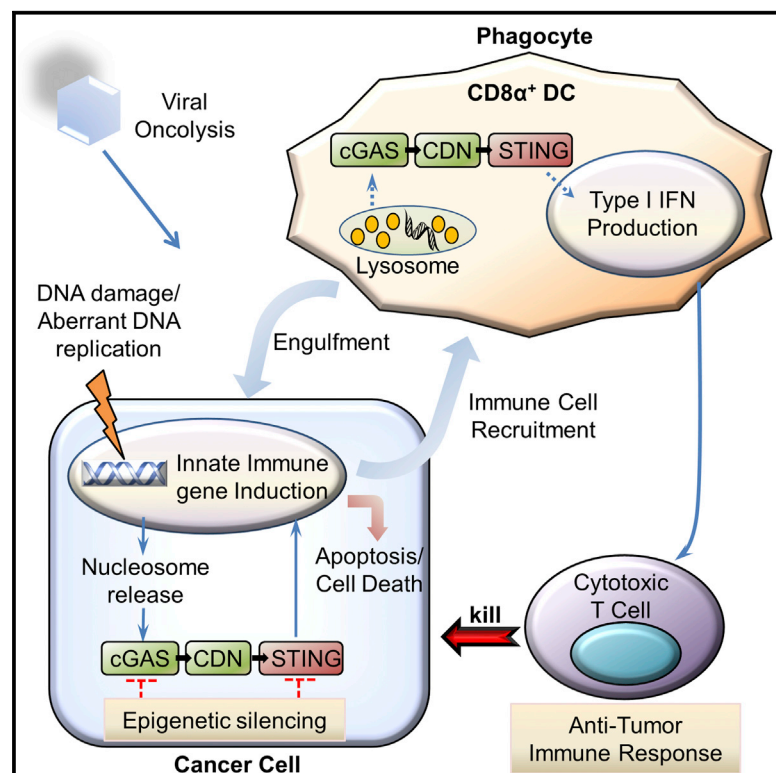 Phagocyte
CD8α⁺ DC
Viral
Oncolysis
cGAS
CDN
STING
Type I IFN
Production
Lysosome
DNA damage/
Aberrant DNA
replication
Engulfment
Immune Cell
Recruitment
Innate Immune
gene Induction
Nucleosome
release
Apoptosis/
Cell Death
cGAS
CDN
STING
Epigenetic silencing
Cancer Cell
kill
Cytotoxic
T Cell
Anti-Tumor
Immune Response